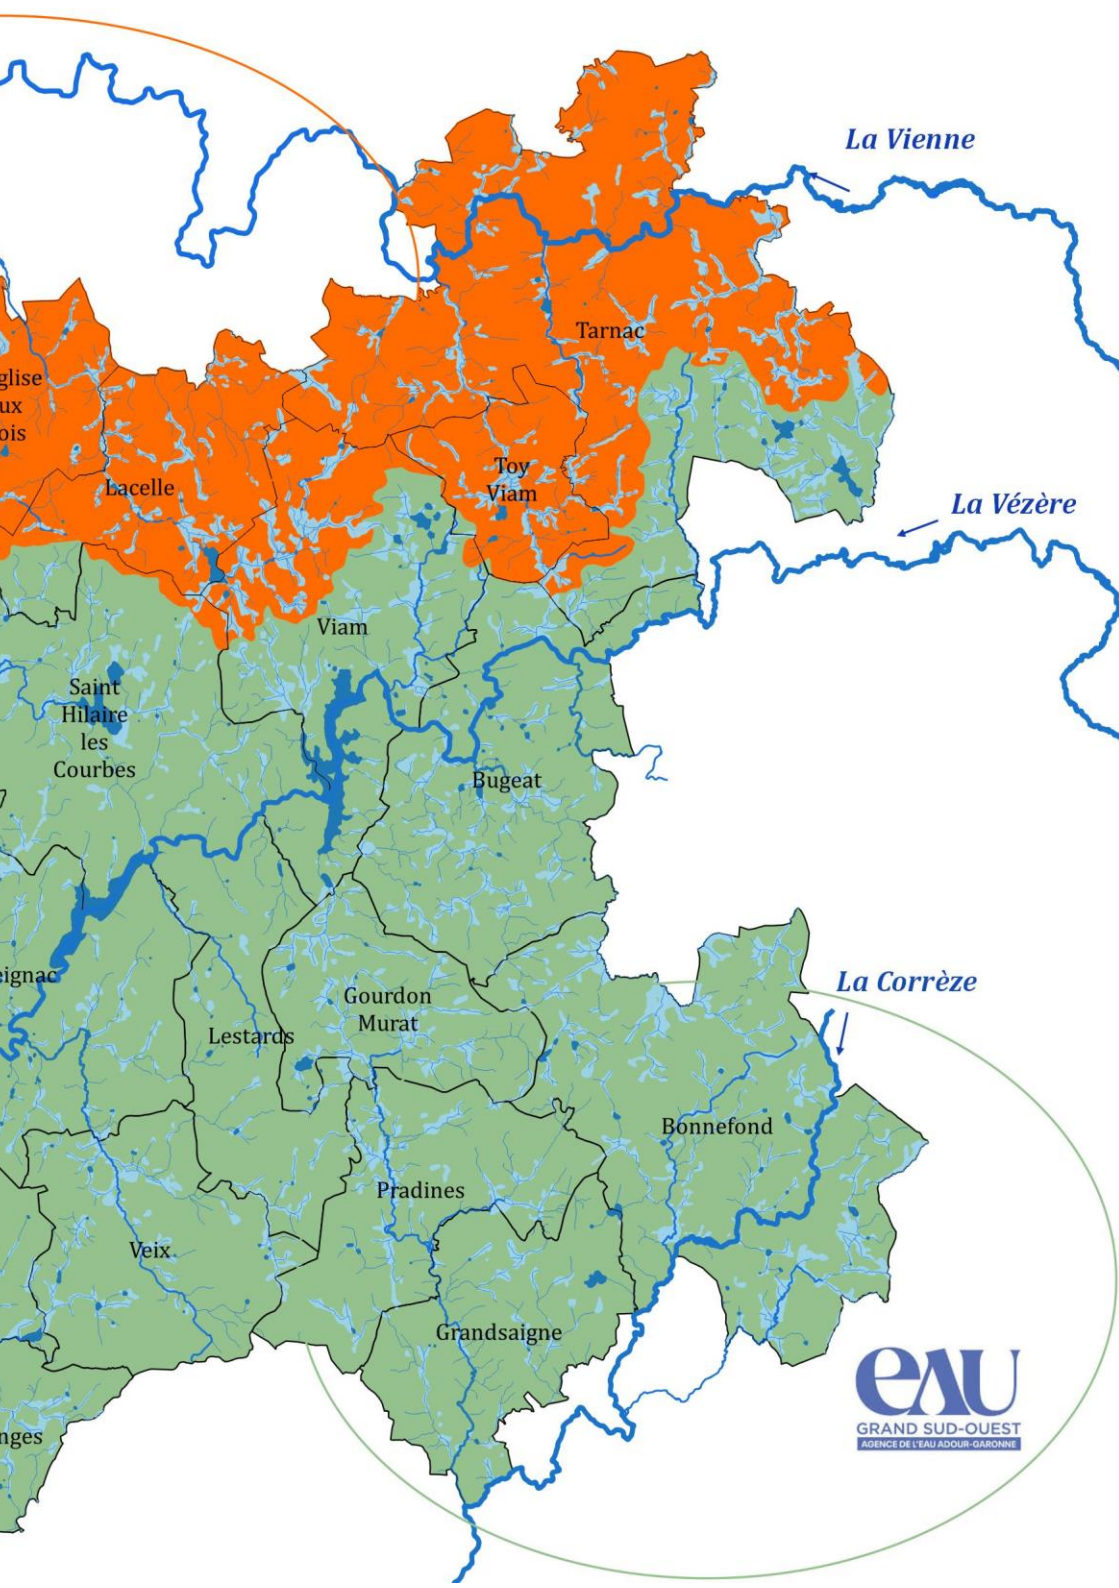 La Vienne
Tarnac
glise
ux
ois
Toy
Viam
Lacelle
La Vézère
Viam
Saint
Hilaire
les
Courbes
Bugeat
eignac
La Corrèze
Gourdon
Murat
Lestards
Bonnefond
Pradines
Veix
Grandsaigne
eAU
GRAND SUD-OUEST
AGENCE DE L'EAU ADOUR-GARONNE
nges